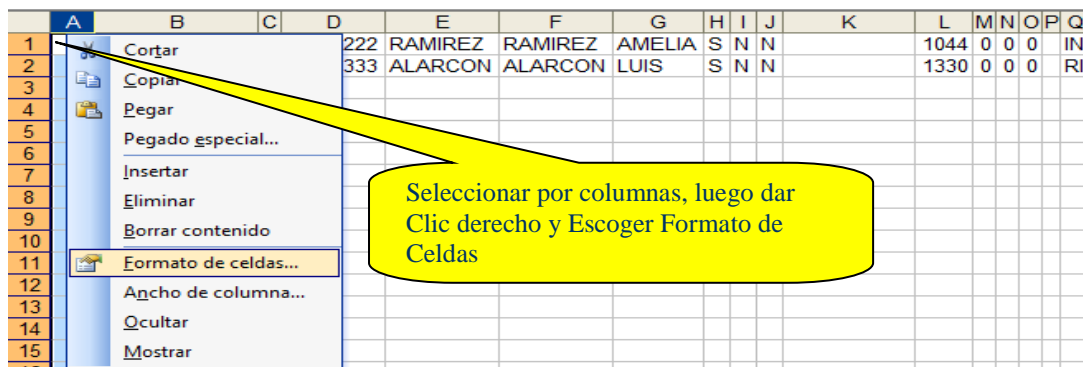 A B C D E F G H I J K L M N O P Q
1 222 RAMIREZ RAMIREZ AMELIA S N N 1044 0 0 0 IN
2 333 ALARCON ALARCON LUIS S N N 1330 0 0 0
3
4
5
6
7
8
9
10
11
12
13
14
15
Cortar
Copiar
Pegar
Pegado especial...
Insertar
Eliminar
Borrar contenido
Formato de celdas...
Ancho de columna...
Ocultar
Mostrar
Seleccionar por columnas, luego dar
Clic derecho y Escoger Formato de
Celdas